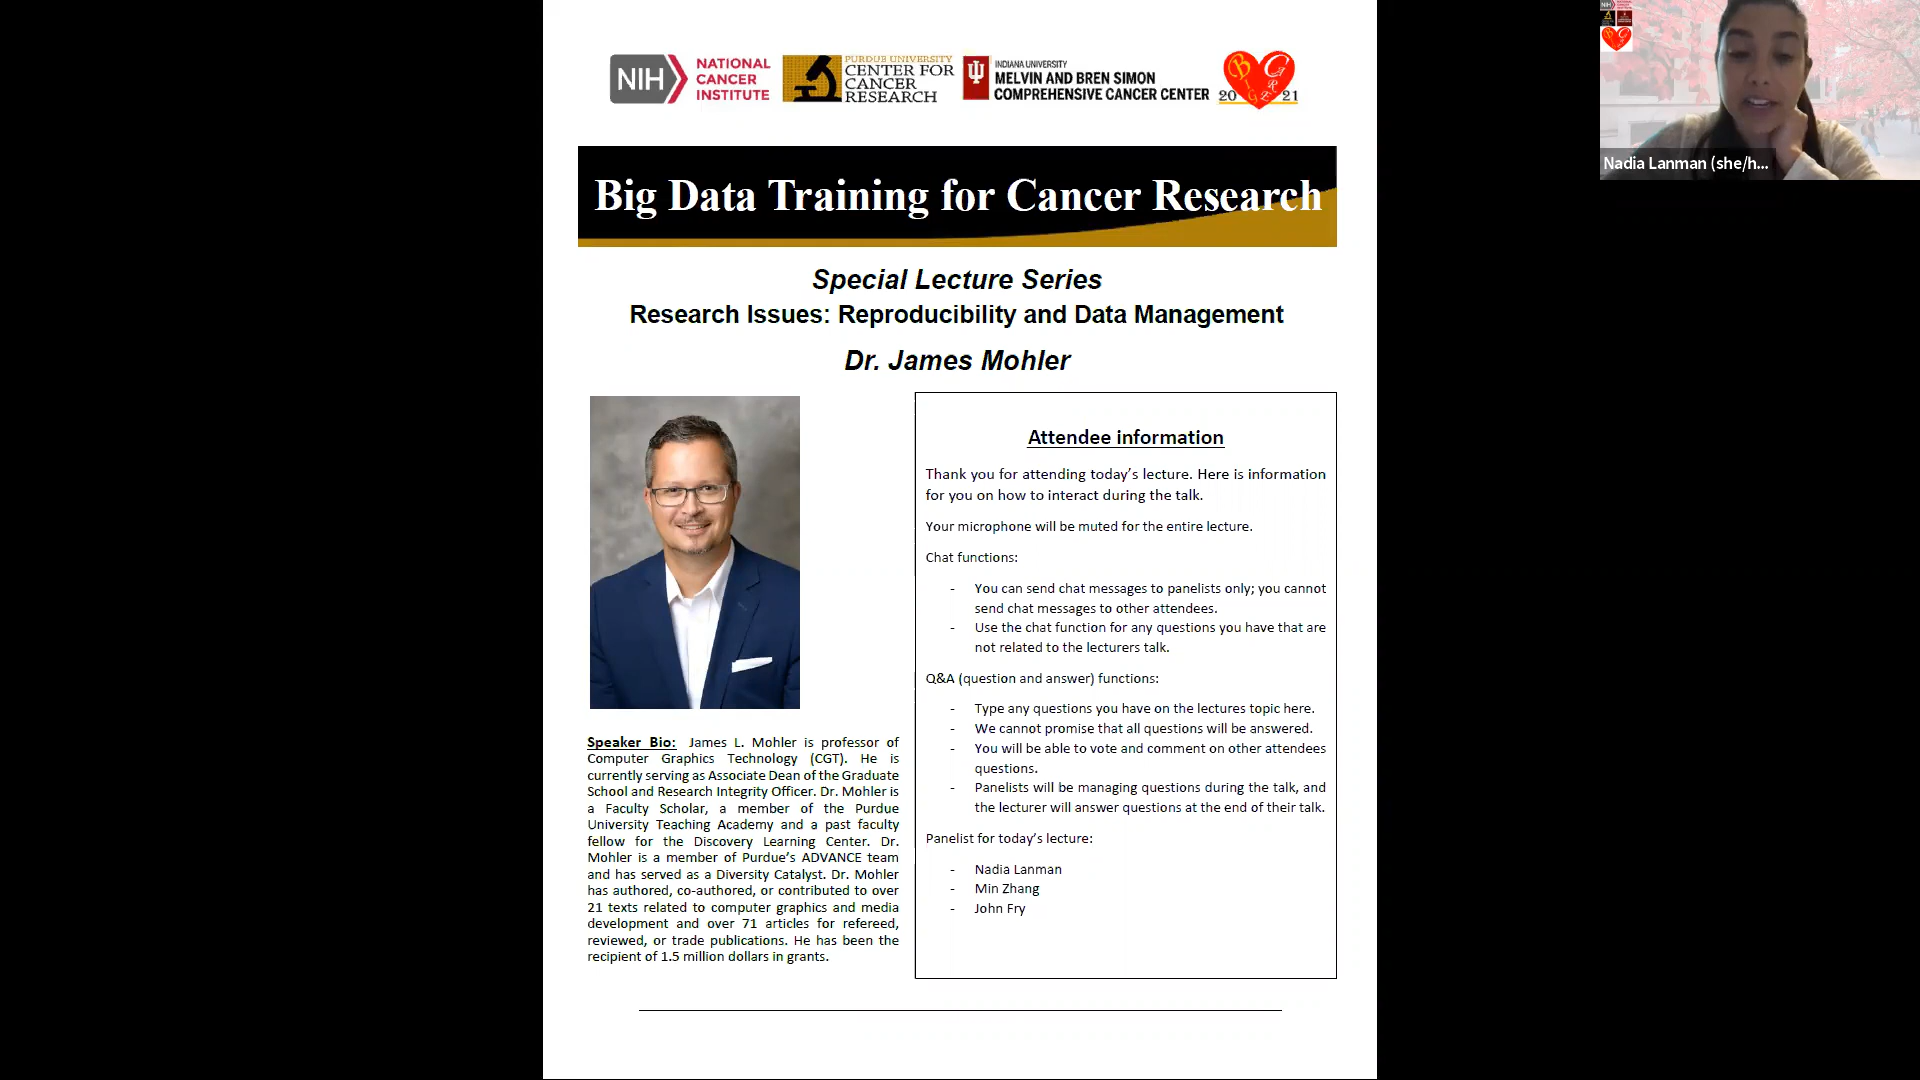 NIH
NATIONAL
CANCER
INSTITUTE
PURDUE UNIVERSITY
CENTER FOR
CANCER
RESEARCH
INDIANA UNIVERSITY
MELVIN AND BREN SIMON
COMPREHENSIVE CANCER CENTER
20 21
Big Data Training for Cancer Research
Special Lecture Series
Research Issues: Reproducibility and Data Management
Dr. James Mohler
Speaker Bio: James L. Mohler is professor of
Computer Graphics Technology (CGT). He is
currently serving as Associate Dean of the Graduate
School and Research Integrity Officer. Dr. Mohler is
a Faculty Scholar, a member of the Purdue
University Teaching Academy and a past faculty
fellow for the Discovery Learning Center. Dr.
Mohler is a member of Purdue's ADVANCE team
and has served as a Diversity Catalyst. Dr. Mohler
has authored, co-authored, or contributed to over
21 texts related to computer graphics and media
development and over 71 articles for refereed,
reviewed, or trade publications. He has been the
recipient of 1.5 million dollars in grants.
Attendee information
Thank you for attending today's lecture. Here is information
for you on how to interact during the talk.
Your microphone will be muted for the entire lecture.
Chat functions:
- You can send chat messages to panelists only; you cannot
send chat messages to other attendees.
- Use the chat function for any questions you have that are
not related to the lecturers talk.
Q&A (question and answer) functions:
- Type any questions you have on the lectures topic here.
- We cannot promise that all questions will be answered.
- You will be able to vote and comment on other attendees
questions.
- Panelists will be managing questions during the talk, and
the lecturer will answer questions at the end of their talk.
Panelist for today's lecture:
- Nadia Lanman
- Min Zhang
- John Fry
Nadia Lanman (she/h...